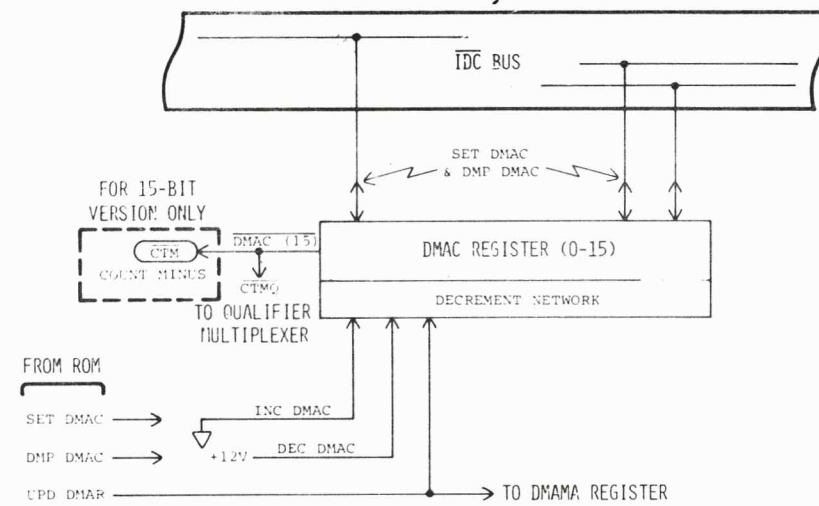 IDC BUS
SET DMAC
& DMP DMAC
FOR 15-BIT
VERSION ONLY
CTM
COUNT MINUS
DMAC (15)
CTMQ
TO QUALIFIER
MULTIPLEXER
DMAC REGISTER (0-15)
DECREMENT NETWORK
FROM ROM
SET DMAC
INC DMAC
DMP DMAC
+12V
DEC DMAC
UPD DMAR
TO DMAMA REGISTER